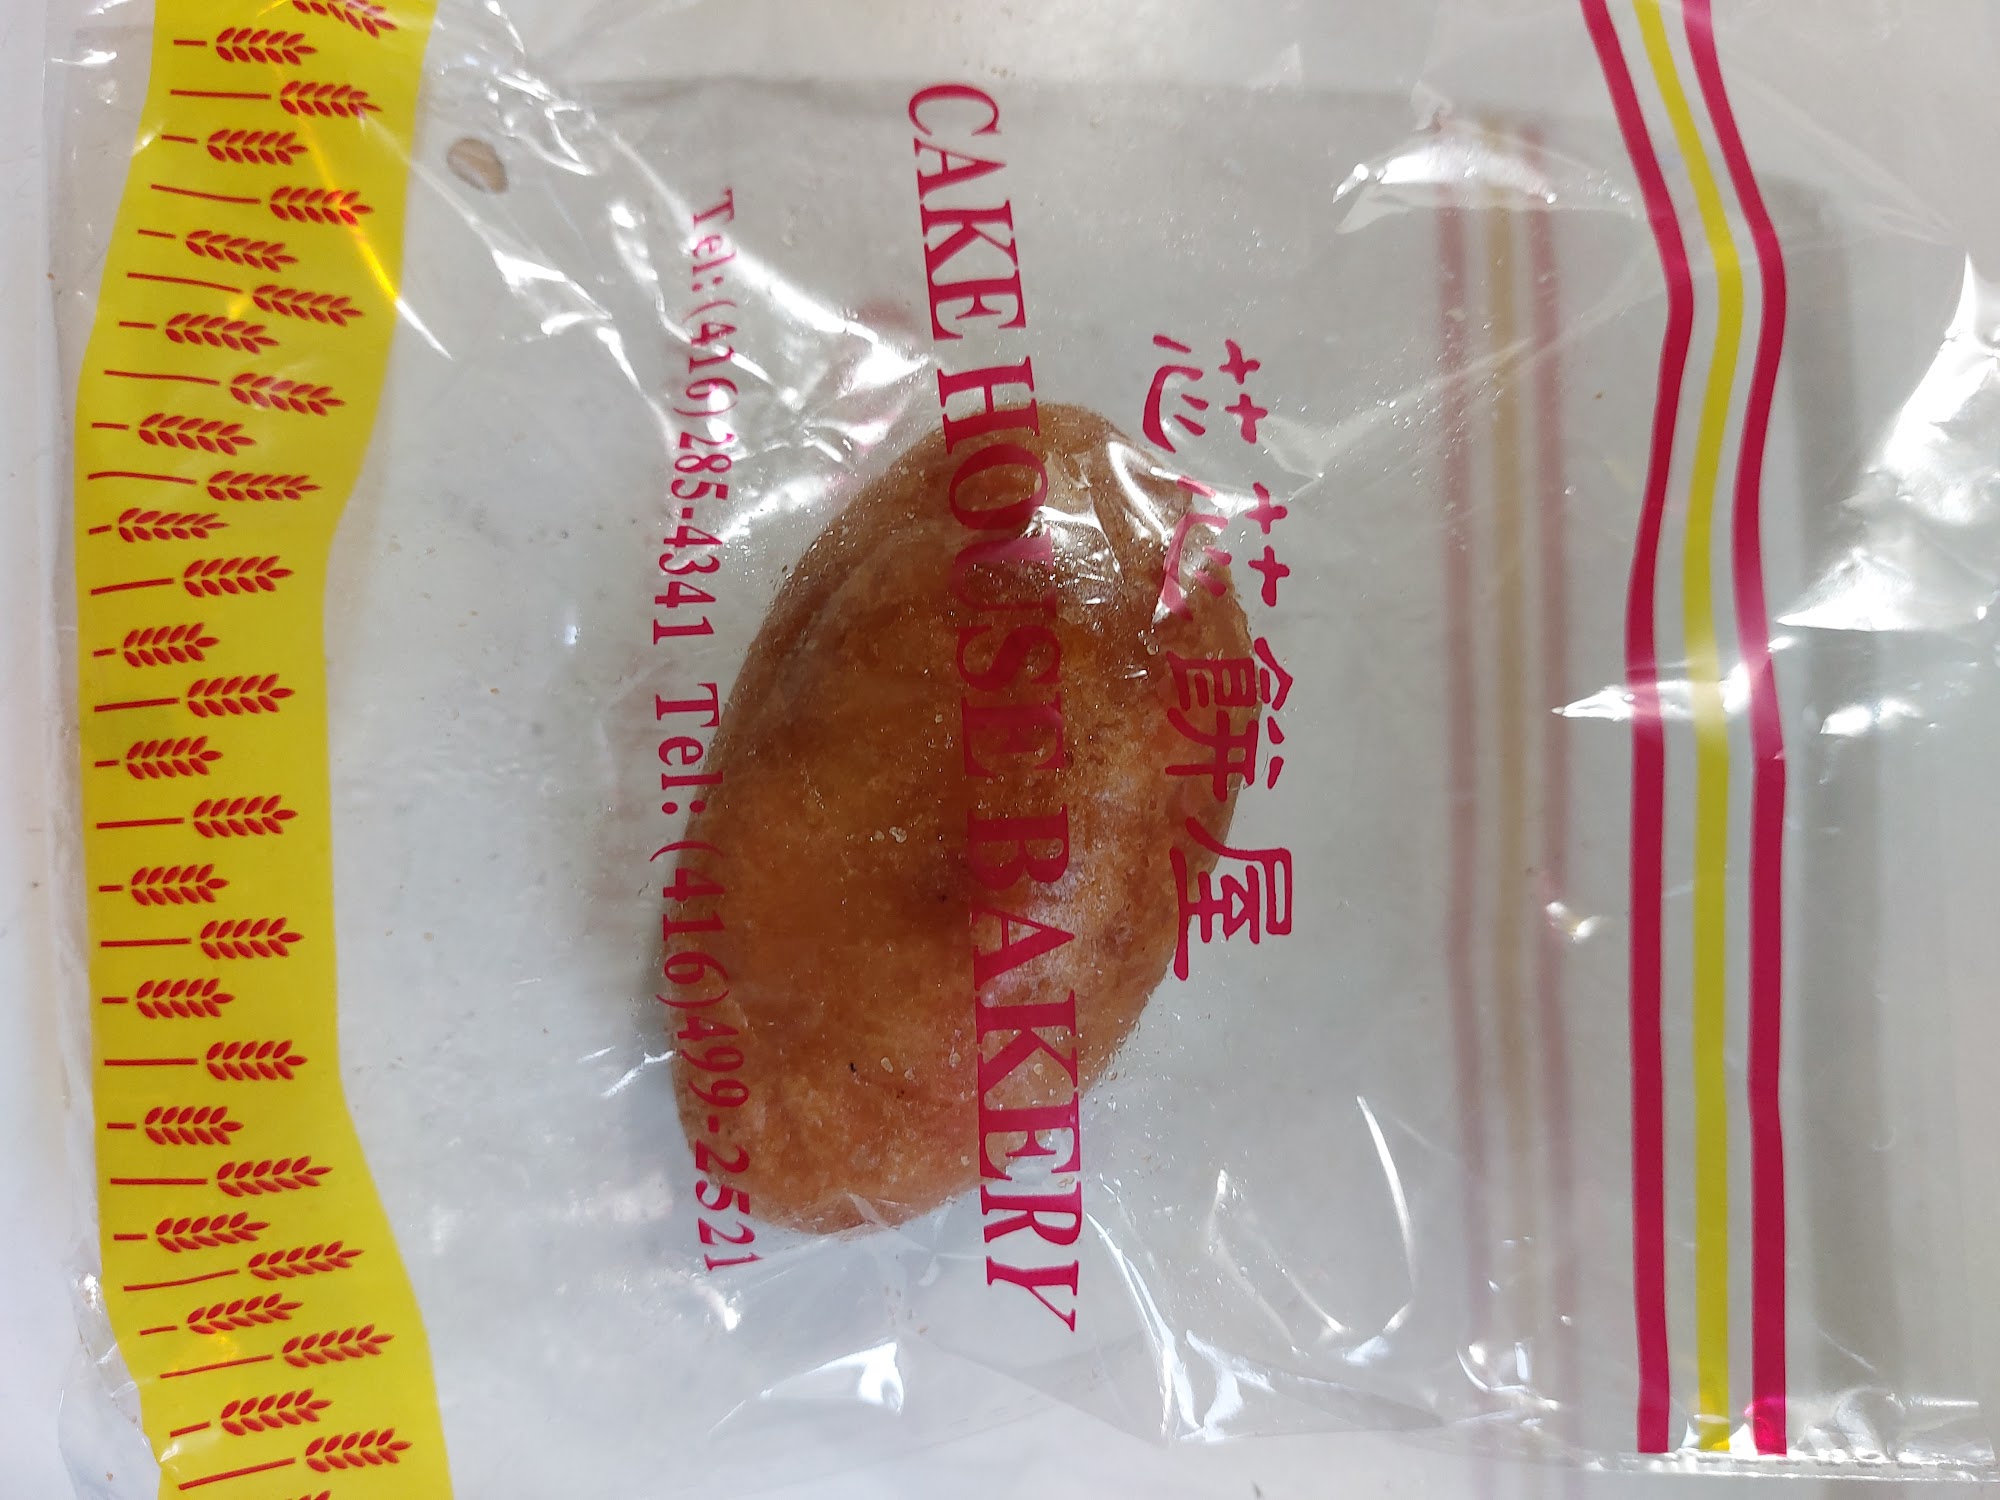 芯芯餅屋
CAKE HOUSE BAKERY
Tel:(416)285-4341 Tel:(416)499-2521